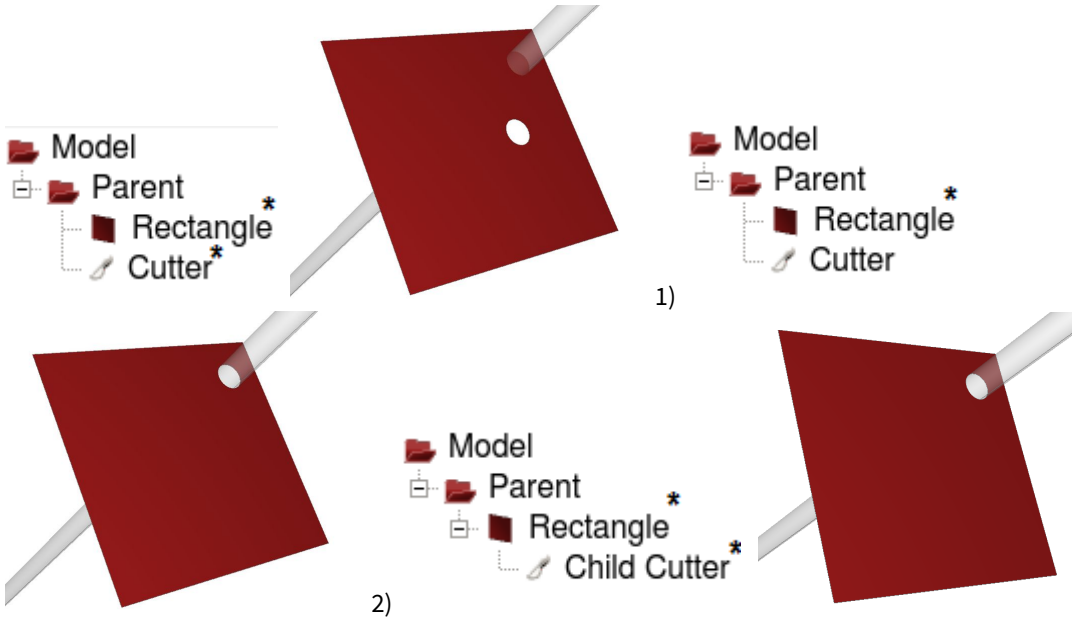 Model
Parent
Rectangle*
Cutter*
Model
Parent
Rectangle*
Cutter
1)
Model
Parent
Rectangle*
Child Cutter*
2)